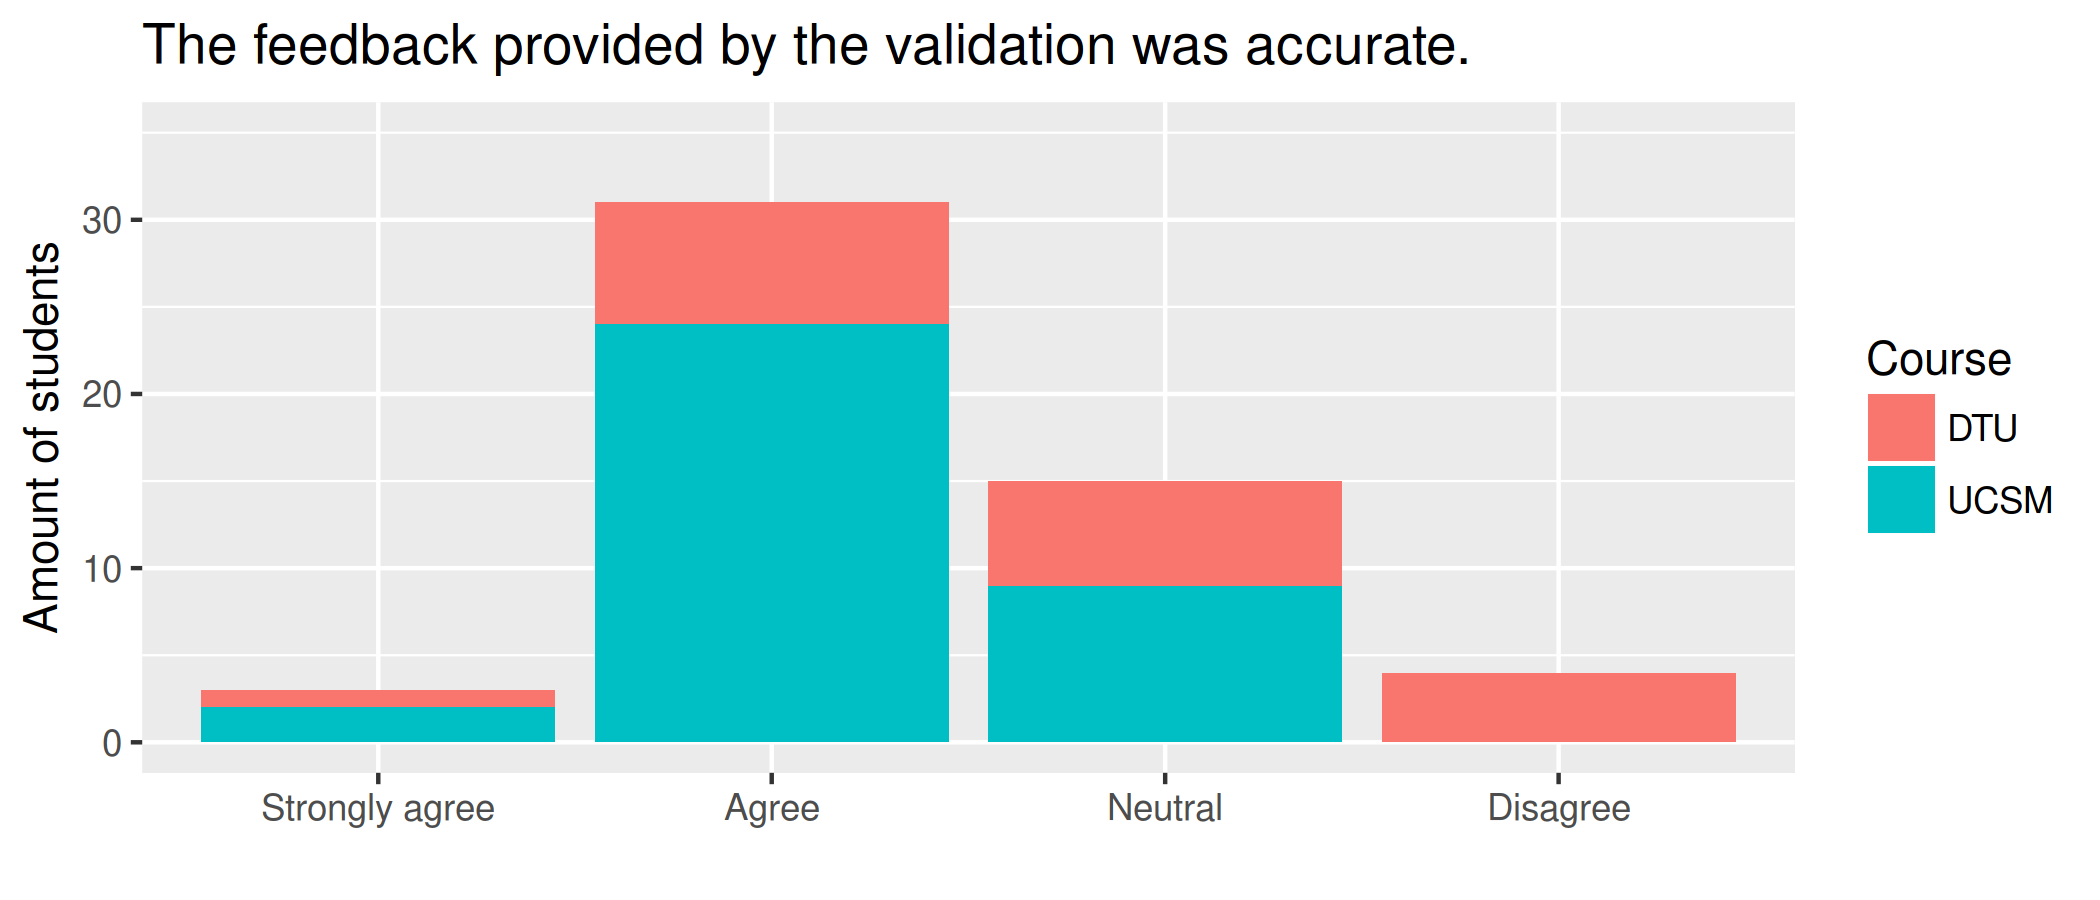 The feedback provided by the validation was accurate.
Amount of students
30
20
10
0
Strongly agree
Agree
Neutral
Disagree
Course
DTU
UCSM